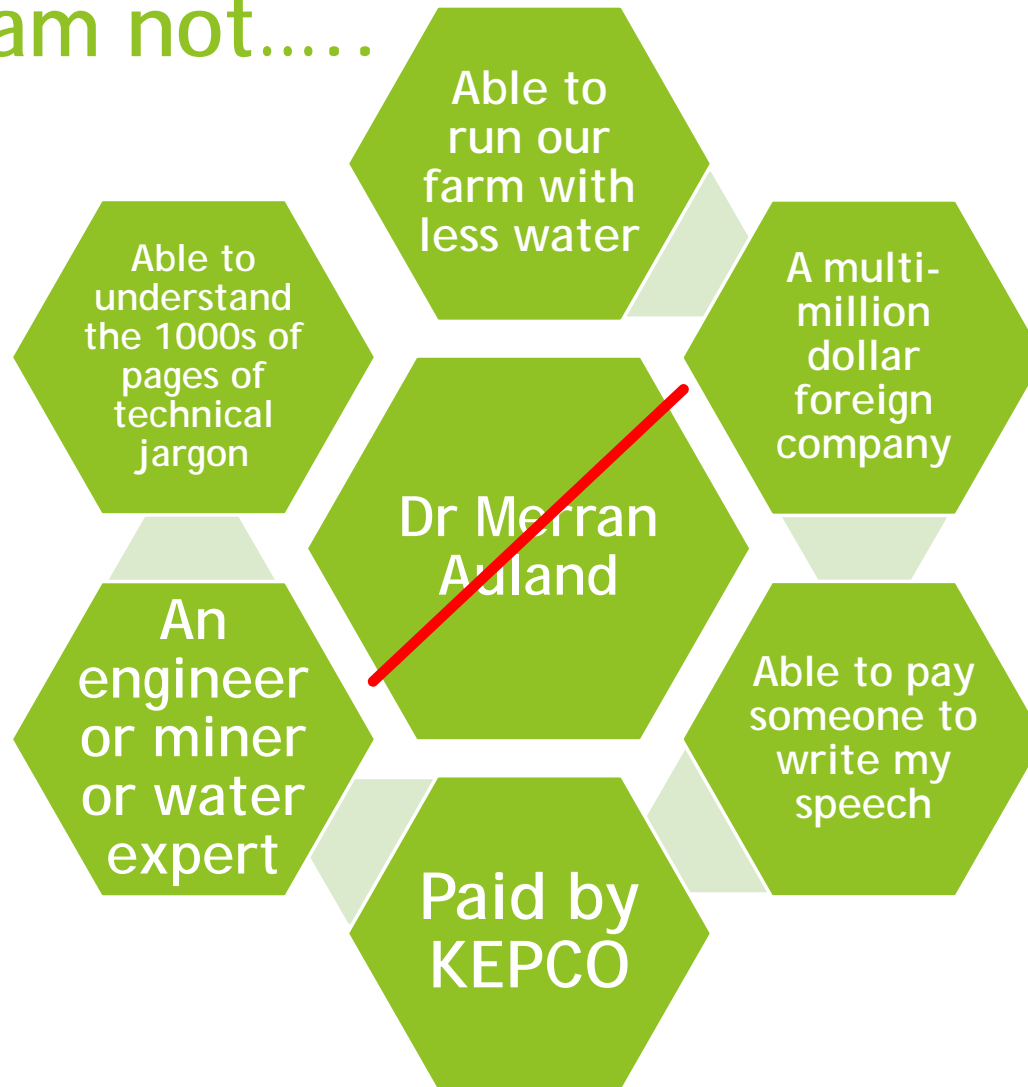 am not.....
Able to
run our
farm with
less water
A multi-
million
dollar
foreign
company
Able to pay
someone to
write my
speech
Paid by
KEPCO
An
engineer
or miner
or water
expert
Able to
understand
the 1000s of
pages of
technical
jargon
Dr Merran
Auland